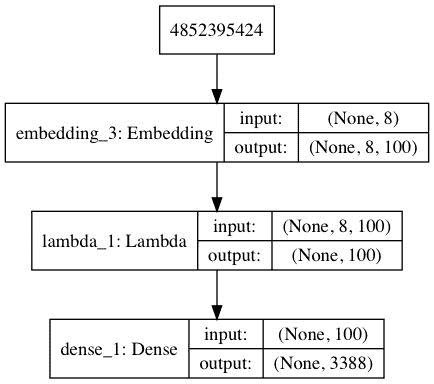 4852395424
embedding_3: Embedding
input: (None, 8)
output: (None, 8, 100)
lambda_1: Lambda
input: (None, 8, 100)
output: (None, 100)
dense_1: Dense
input: (None, 100)
output: (None, 3388)